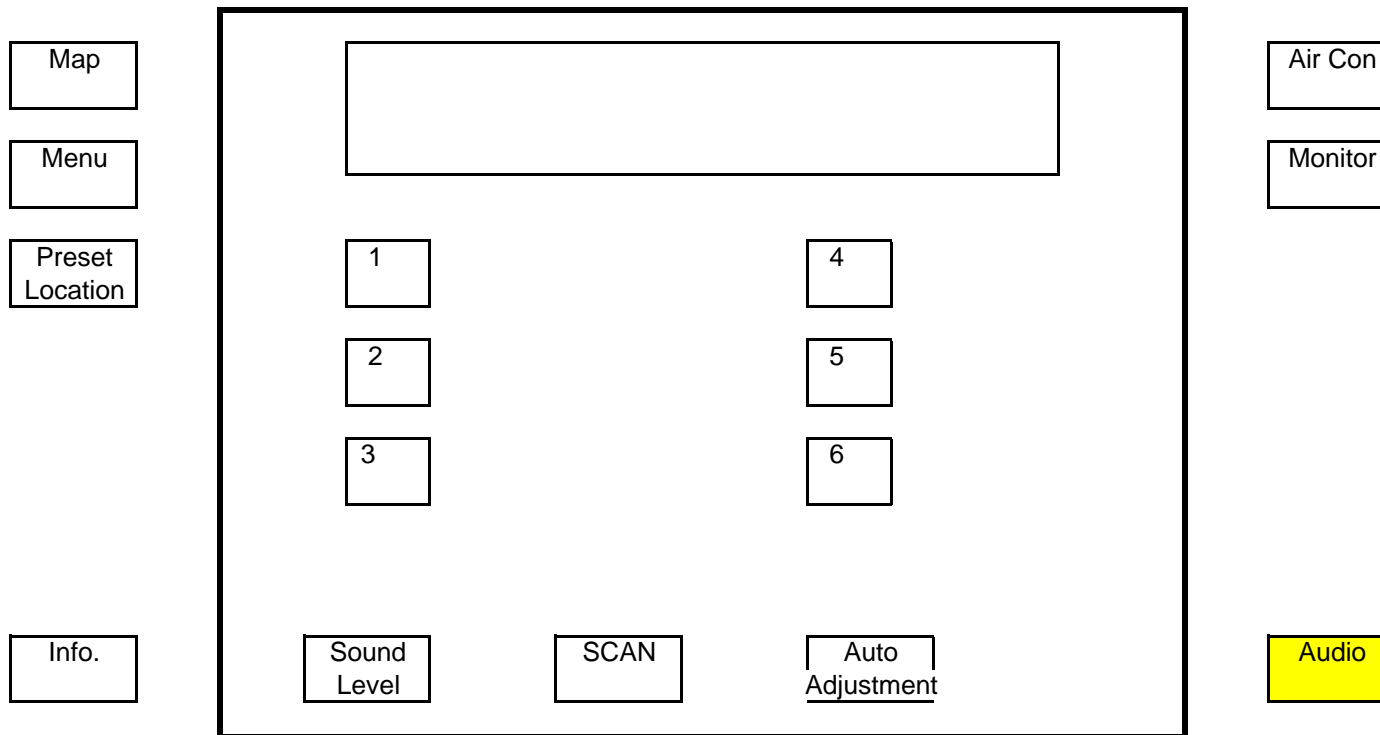 Map
Air Con
Menu
Monitor
Preset
Location
1
4
2
5
3
6
Info.
Sound
Level
SCAN
Auto
Adjustment
Audio